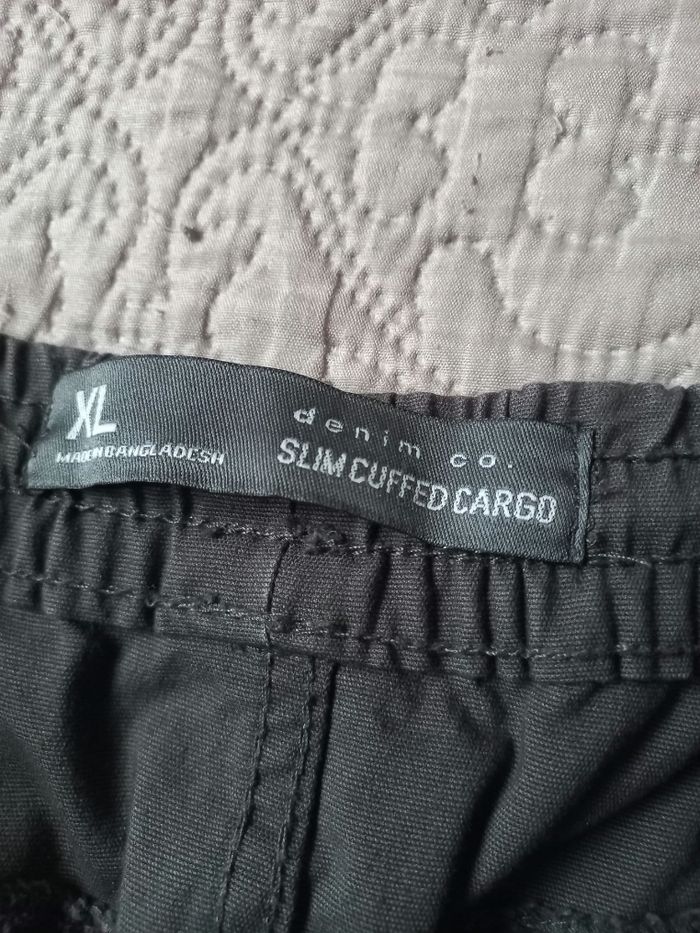 XL
MADE IN BANGLADESH
denim co.
SLIM CUFFED CARGO